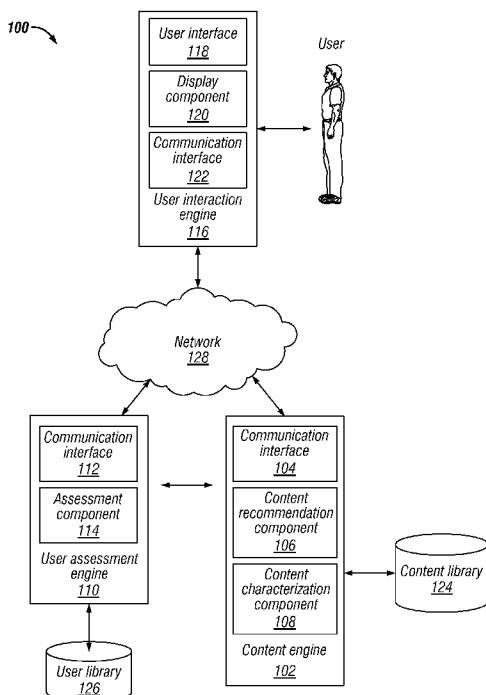 100
User interface
118
User
Display
component
120
Communication
interface
122
User interaction
engine
116
Network
128
Communication
interface
112
Assessment
component
114
User assessment
engine
110
User library
126
Communication
interface
104
Content
recommendation
component
106
Content
characterization
component
108
Content engine
102
Content library
124